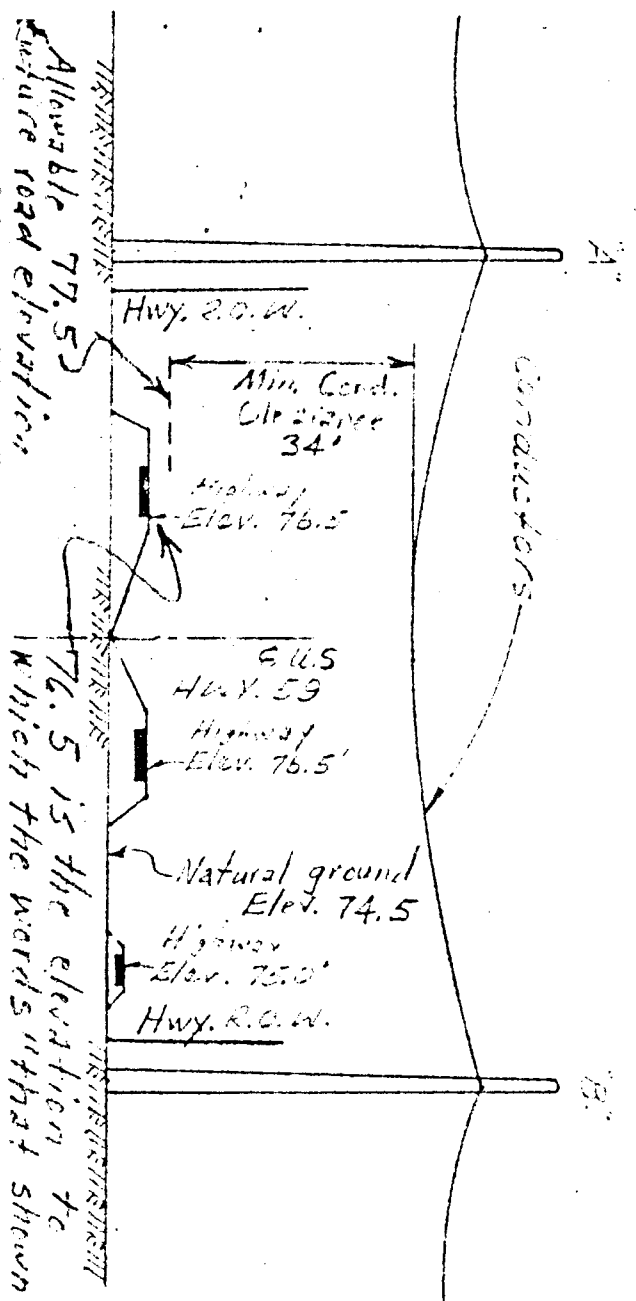 "A"
"B"
Conductors
Hwy. R.O.W.
Min. Cond.
Clearance
34'
Highway
Elev. 76.5'
℄ U.S
HWY. 59
Highway
Elev. 76.5'
Natural ground
Elev. 74.5
Highway
Elev. 75.0'
Hwy. R.O.W.
Allowable 77.5
future road elevation
76.5 is the elevation to
which the words "that shown